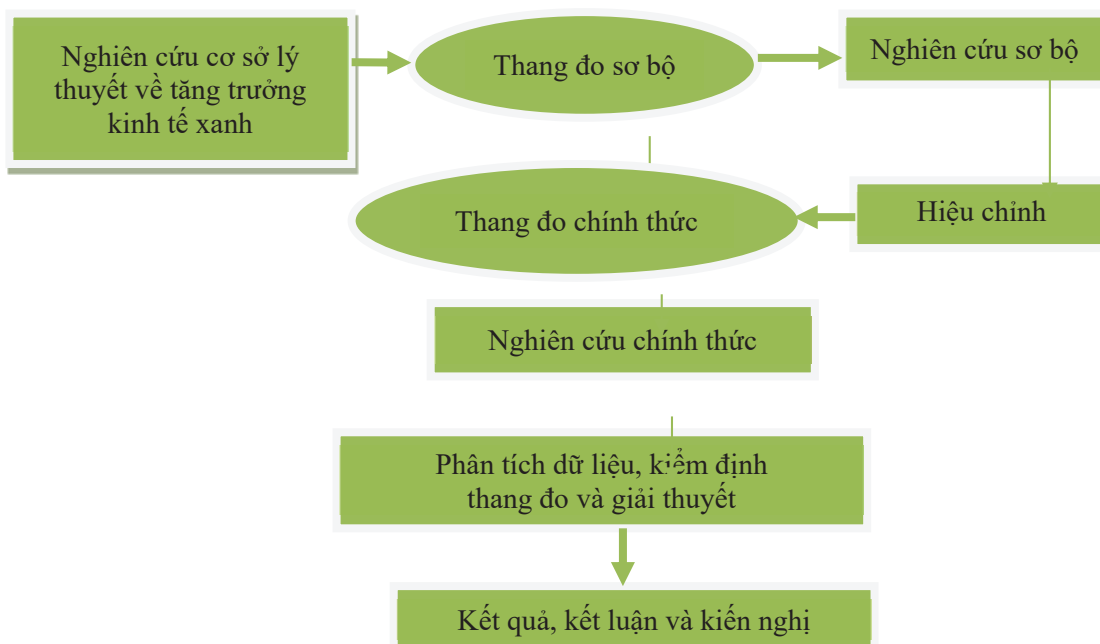 Nghiên cứu cơ sở lý
thuyết về tăng trưởng
kinh tế xanh
Thang đo sơ bộ
Nghiên cứu sơ bộ
Hiệu chỉnh
Thang đo chính thức
Nghiên cứu chính thức
Phân tích dữ liệu, kiểm định
thang đo và giải thuyết
Kết quả, kết luận và kiến nghị